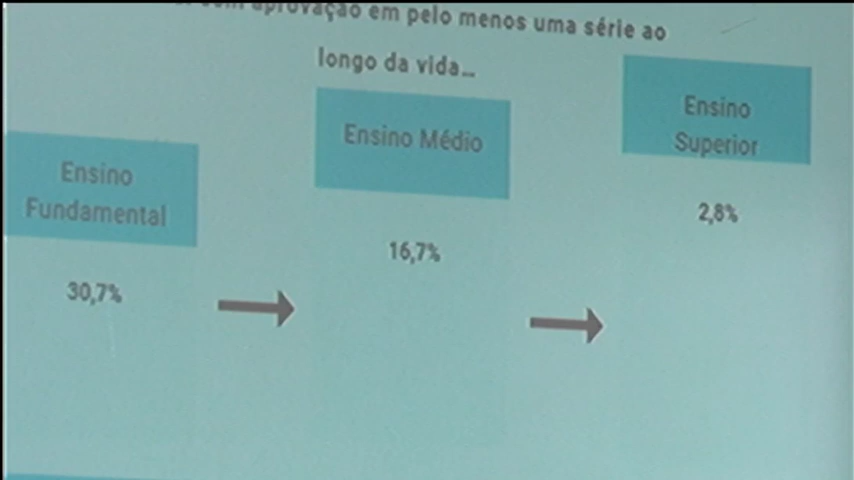 com aprovação em pelo menos uma série ao
longo da vida...
Ensino
Fundamental
30,7%
Ensino Médio
16,7%
Ensino
Superior
2,8%